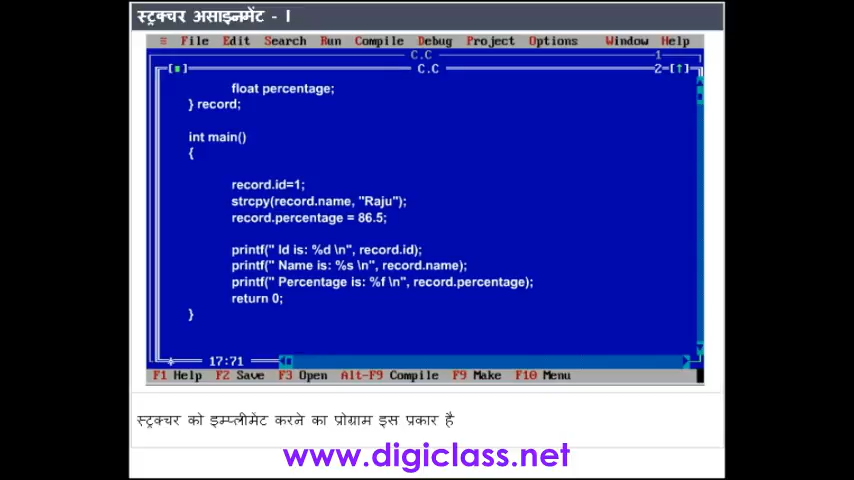 स्ट्रक्चर असाइनमेंट - I
≡ File Edit Search Run Compile Debug Project Options Window Help
C.C 1
[■] C.C 2=[↑]
float percentage;
} record;
int main()
{
record.id=1;
strcpy(record.name, "Raju");
record.percentage = 86.5;
printf(" Id is: %d \n", record.id);
printf(" Name is: %s \n", record.name);
printf(" Percentage is: %f \n", record.percentage);
return 0;
}
17:71
F1 Help F2 Save F3 Open Alt-F9 Compile F9 Make F10 Menu
स्ट्रक्चर को इम्प्लीमेंट करने का प्रोग्राम इस प्रकार है
www.digiclass.net